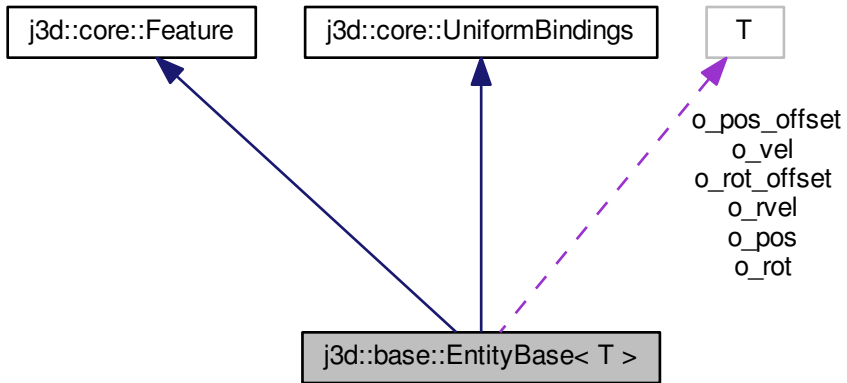 j3d::core::Feature
j3d::core::UniformBindings
T
o_pos_offset
o_vel
o_rot_offset
o_rvel
o_pos
o_rot
j3d::base::EntityBase< T >